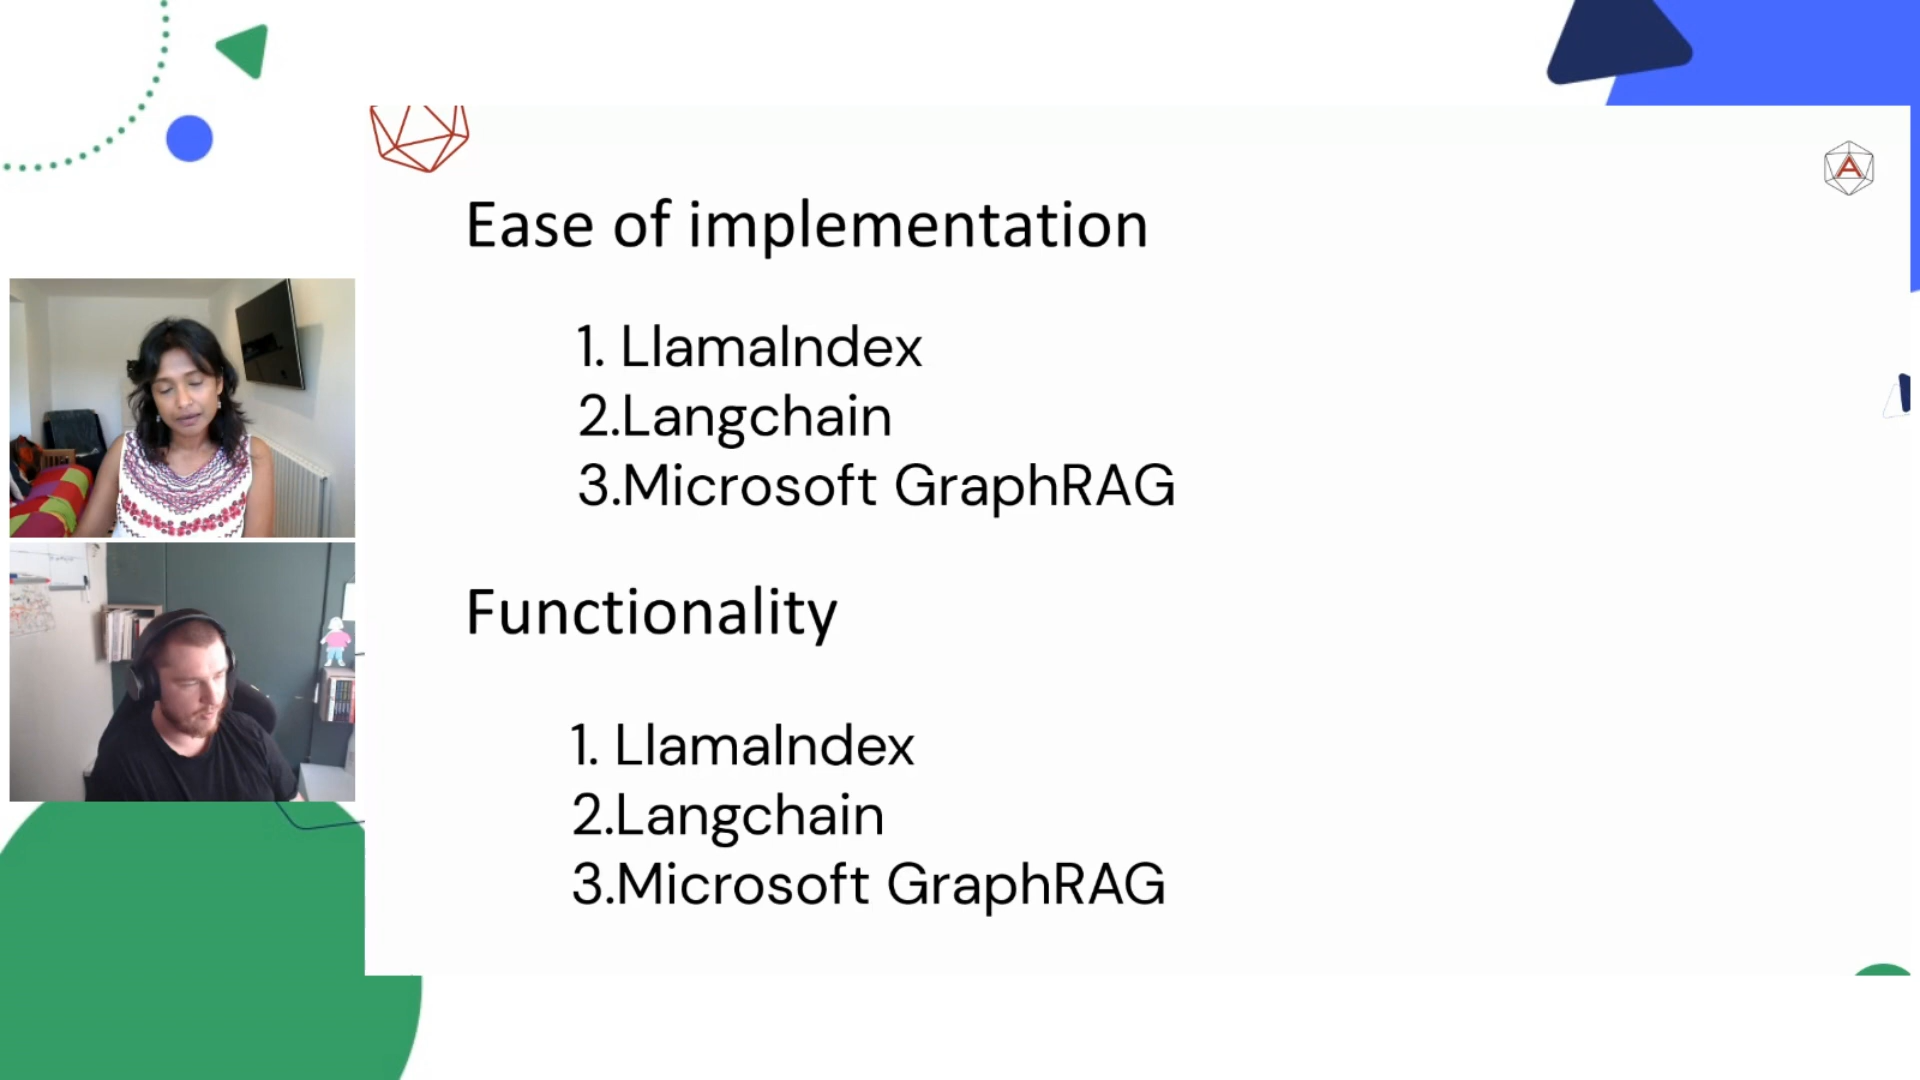 A
Ease of implementation
1. LlamaIndex
2.Langchain
3.Microsoft GraphRAG
Functionality
1. LlamaIndex
2.Langchain
3.Microsoft GraphRAG